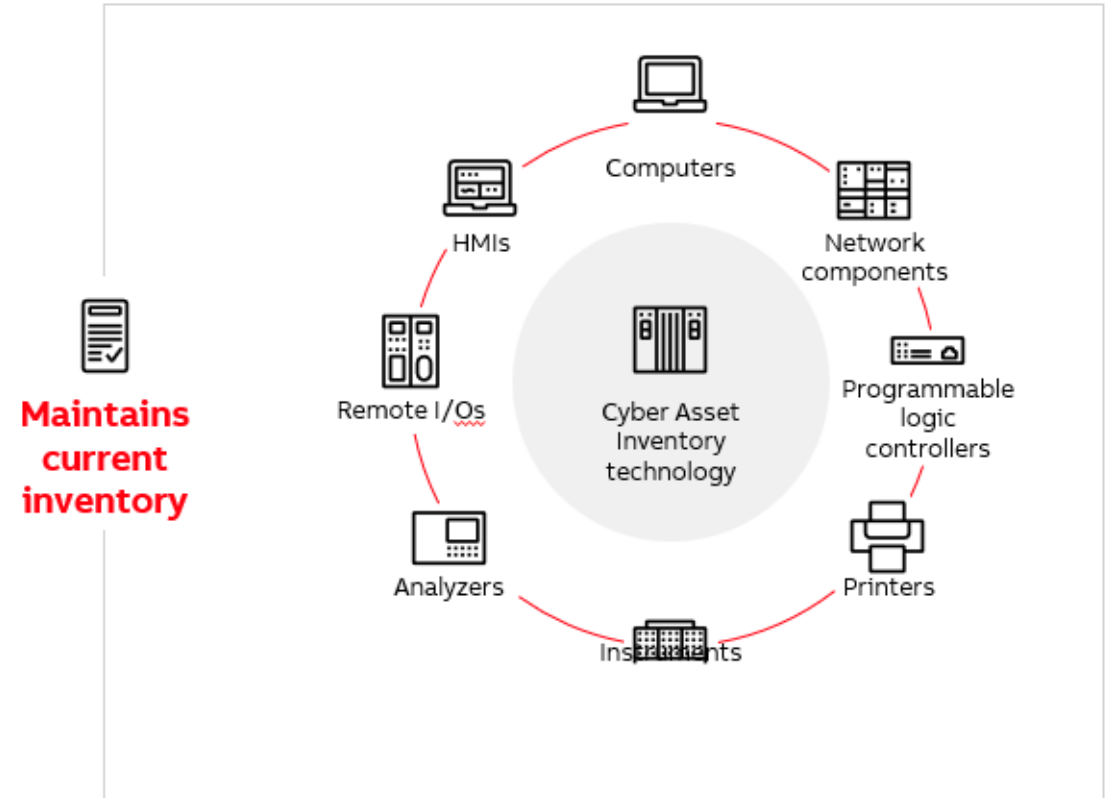 Computers
HMIs
Network
components
Maintains
current
inventory
Remote I/Os
Cyber Asset
Inventory
technology
Programmable
logic
controllers
Analyzers
Printers
Instruments